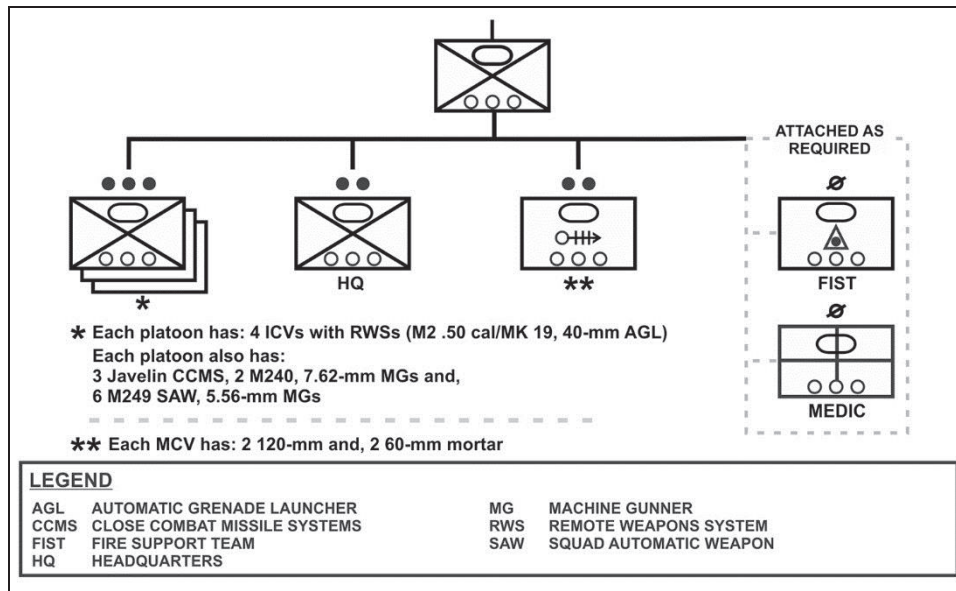 ATTACHED AS
REQUIRED
HQ
**
FIST
*
* Each platoon has: 4 ICVs with RWSs (M2 .50 cal/MK 19, 40-mm AGL)
Each platoon also has:
3 Javelin CCMS, 2 M240, 7.62-mm MGs and,
6 M249 SAW, 5.56-mm MGs
MEDIC
** Each MCV has: 2 120-mm and, 2 60-mm mortar
LEGEND
AGL AUTOMATIC GRENADE LAUNCHER
CCMS CLOSE COMBAT MISSILE SYSTEMS
FIST FIRE SUPPORT TEAM
HQ HEADQUARTERS
MG MACHINE GUNNER
RWS REMOTE WEAPONS SYSTEM
SAW SQUAD AUTOMATIC WEAPON